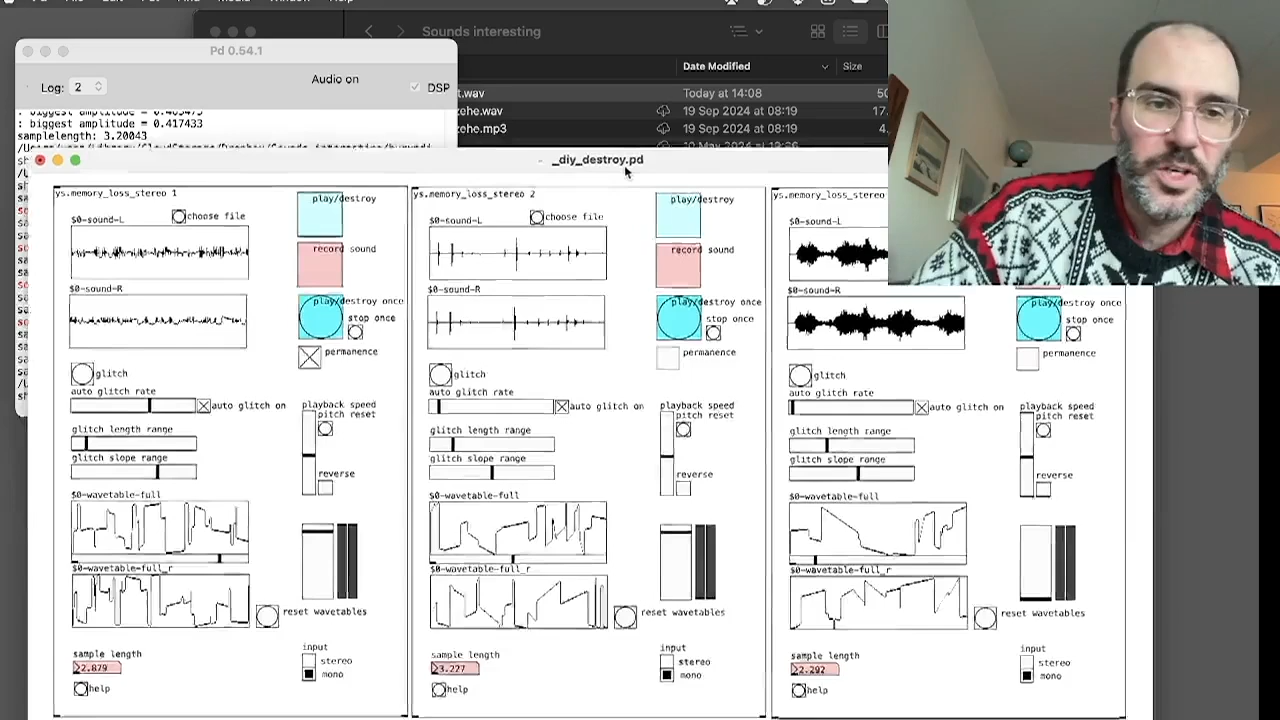 Sounds interesting
Pd 0.54.1
Date Modified
Size
Log: 2
Audio on
DSP
t.wav
Today at 14:08
50
zehe.wav
19 Sep 2024 at 08:19
17.
zehe.mp3
19 Sep 2024 at 08:19
4.
: biggest amplitude = 0.417433
samplelength: 3.20043
_diy_destroy.pd
ys.memory_loss_stereo 1
$0-sound-L
choose file
play/destroy
record sound
$0-sound-R
play/destroy once
stop once
permanence
glitch
auto glitch rate
auto glitch on
playback speed
pitch reset
glitch length range
glitch slope range
reverse
$0-wavetable-full
$0-wavetable-full_r
reset wavetables
input
stereo
mono
sample length
2.879
help
ys.memory_loss_stereo 2
$0-sound-L
choose file
play/destroy
record sound
$0-sound-R
play/destroy once
stop once
permanence
glitch
auto glitch rate
auto glitch on
playback speed
pitch reset
glitch length range
glitch slope range
reverse
$0-wavetable-full
$0-wavetable-full_r
reset wavetables
input
stereo
mono
sample length
3.227
help
ys.memory_loss_stereo
$0-sound-L
$0-sound-R
play/destroy once
stop once
permanence
glitch
auto glitch rate
auto glitch on
playback speed
pitch reset
glitch length range
glitch slope range
reverse
$0-wavetable-full
$0-wavetable-full_r
reset wavetables
input
stereo
mono
sample length
2.292
help